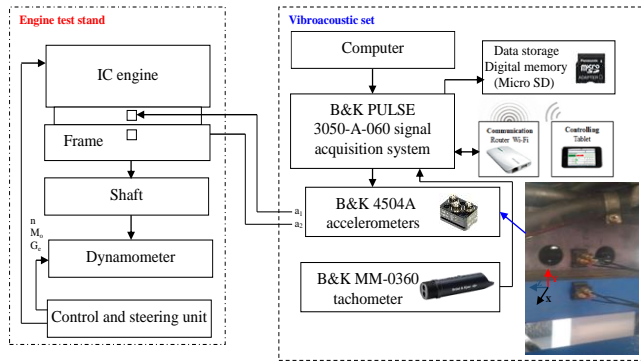 Engine test stand
IC engine
Frame
Shaft
n
Mo
Ge
Dynamometer
Control and steering unit
Vibroacoustic set
Computer
Data storage
Digital memory
(Micro SD)
B&K PULSE
3050-A-060 signal
acquisition system
Communication
Router Wi-Fi
Controlling
Tablet
a1
a2
B&K 4504A
accelerometers
B&K MM-0360
tachometer
x